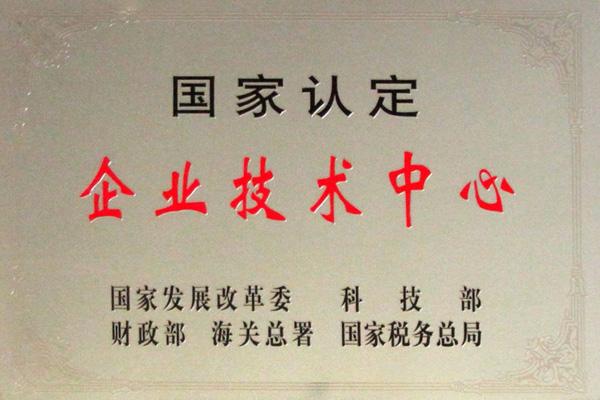 国家认定
企业技术中心
国家发展改革委 科技部
财政部 海关总署 国家税务总局